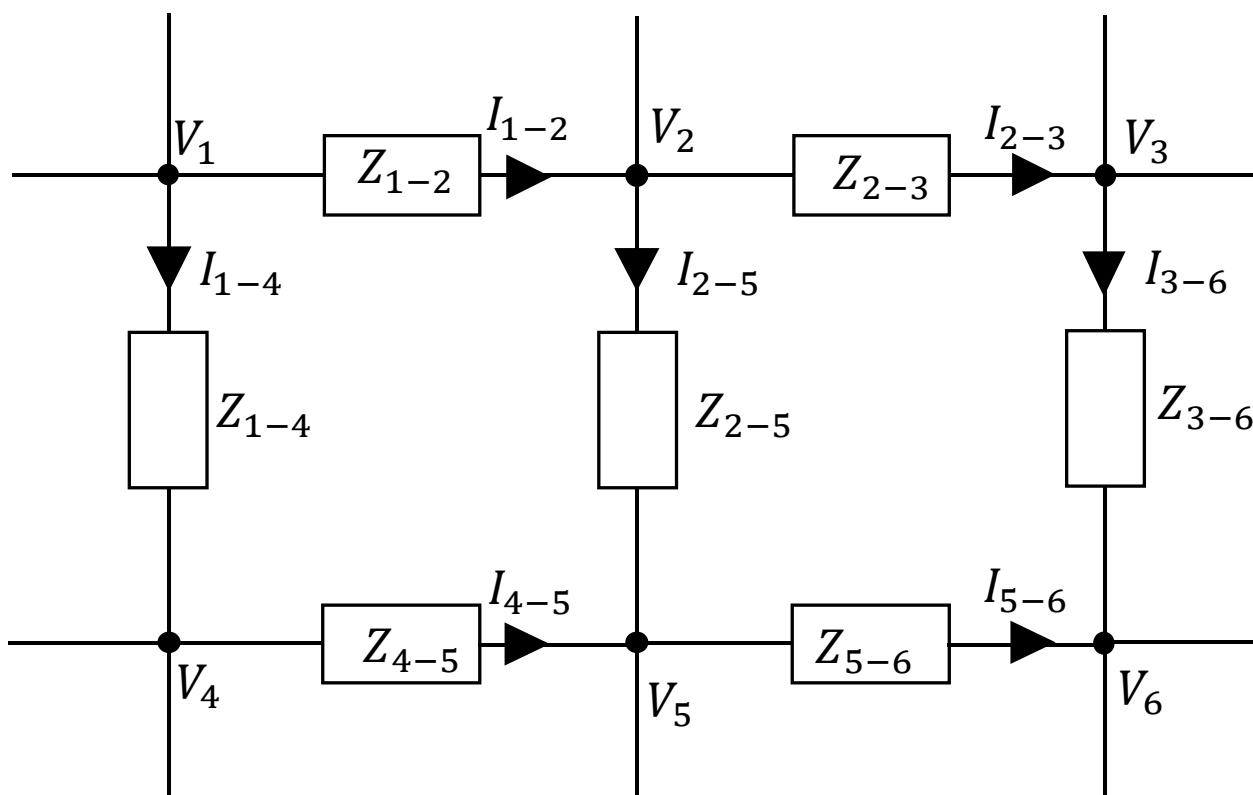 V₁
I₁₋₂
V₂
I₂₋₃
V₃
Z₁₋₂
Z₂₋₃
I₁₋₄
I₂₋₅
I₃₋₆
Z₁₋₄
Z₂₋₅
Z₃₋₆
I₄₋₅
I₅₋₆
Z₄₋₅
Z₅₋₆
V₄
V₅
V₆